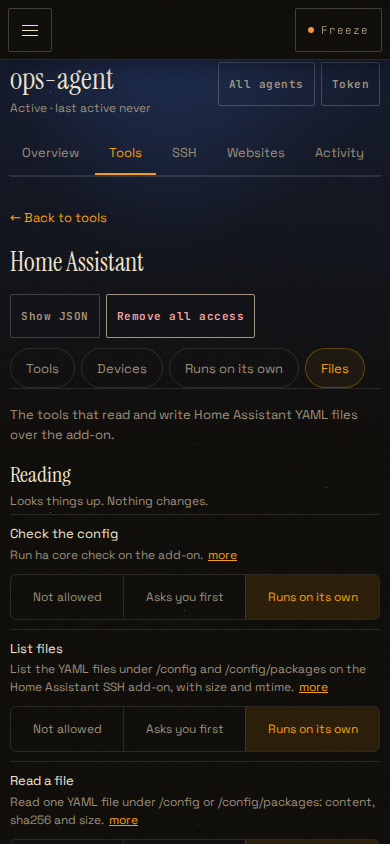 Freeze
ops-agent
Active · last active never
All agents
Token
Overview
Tools
SSH
Websites
Activity
← Back to tools
Home Assistant
Show JSON
Remove all access
Tools
Devices
Runs on its own
Files
The tools that read and write Home Assistant YAML files
over the add-on.
Reading
Looks things up. Nothing changes.
Check the config
Run ha core check on the add-on. more
Not allowed
Asks you first
Runs on its own
List files
List the YAML files under /config and /config/packages on the
Home Assistant SSH add-on, with size and mtime. more
Not allowed
Asks you first
Runs on its own
Read a file
Read one YAML file under /config or /config/packages: content,
sha256 and size. more